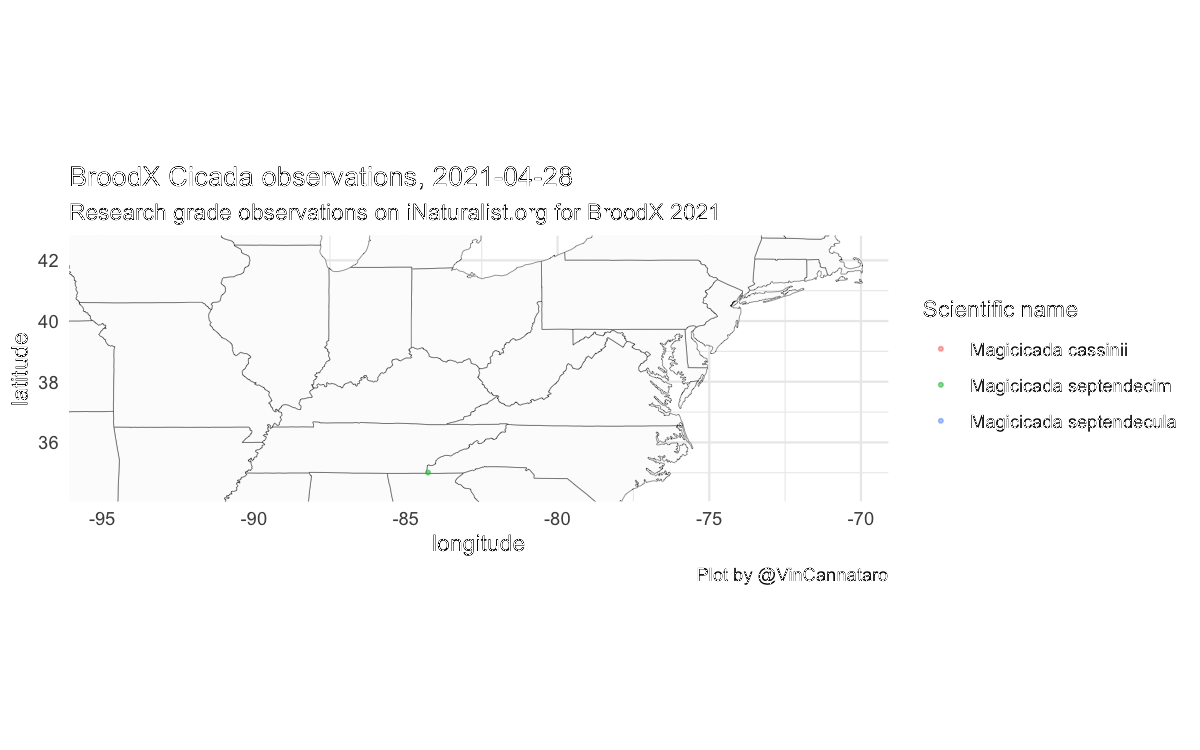 BroodX Cicada observations, 2021-04-28
Research grade observations on iNaturalist.org for BroodX 2021
42
40
38
36
latitude
-95
-90
-85
-80
-75
-70
longitude
Scientific name
Magicicada cassinii
Magicicada septendecim
Magicicada septendecula
Plot by @VinCannataro